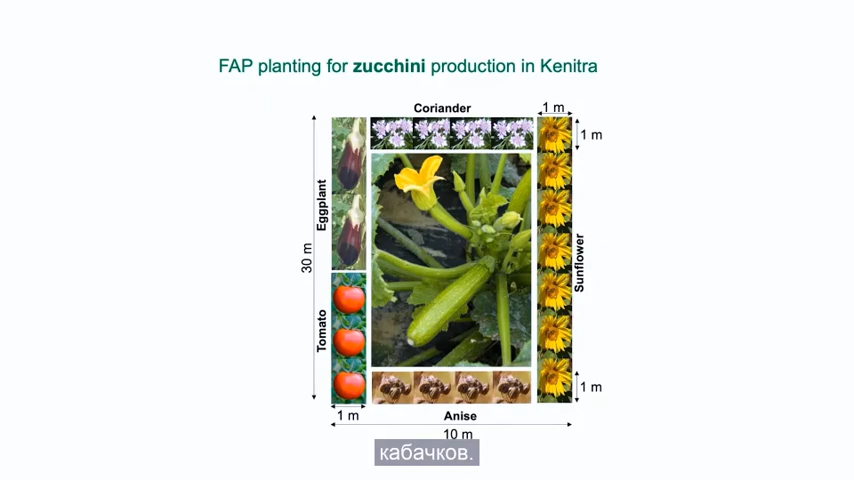 FAP planting for zucchini production in Kenitra
Coriander
1 m
1 m
Eggplant
30 m
Sunflower
Tomato
1 m
1 m
Anise
10 m
кабачков.